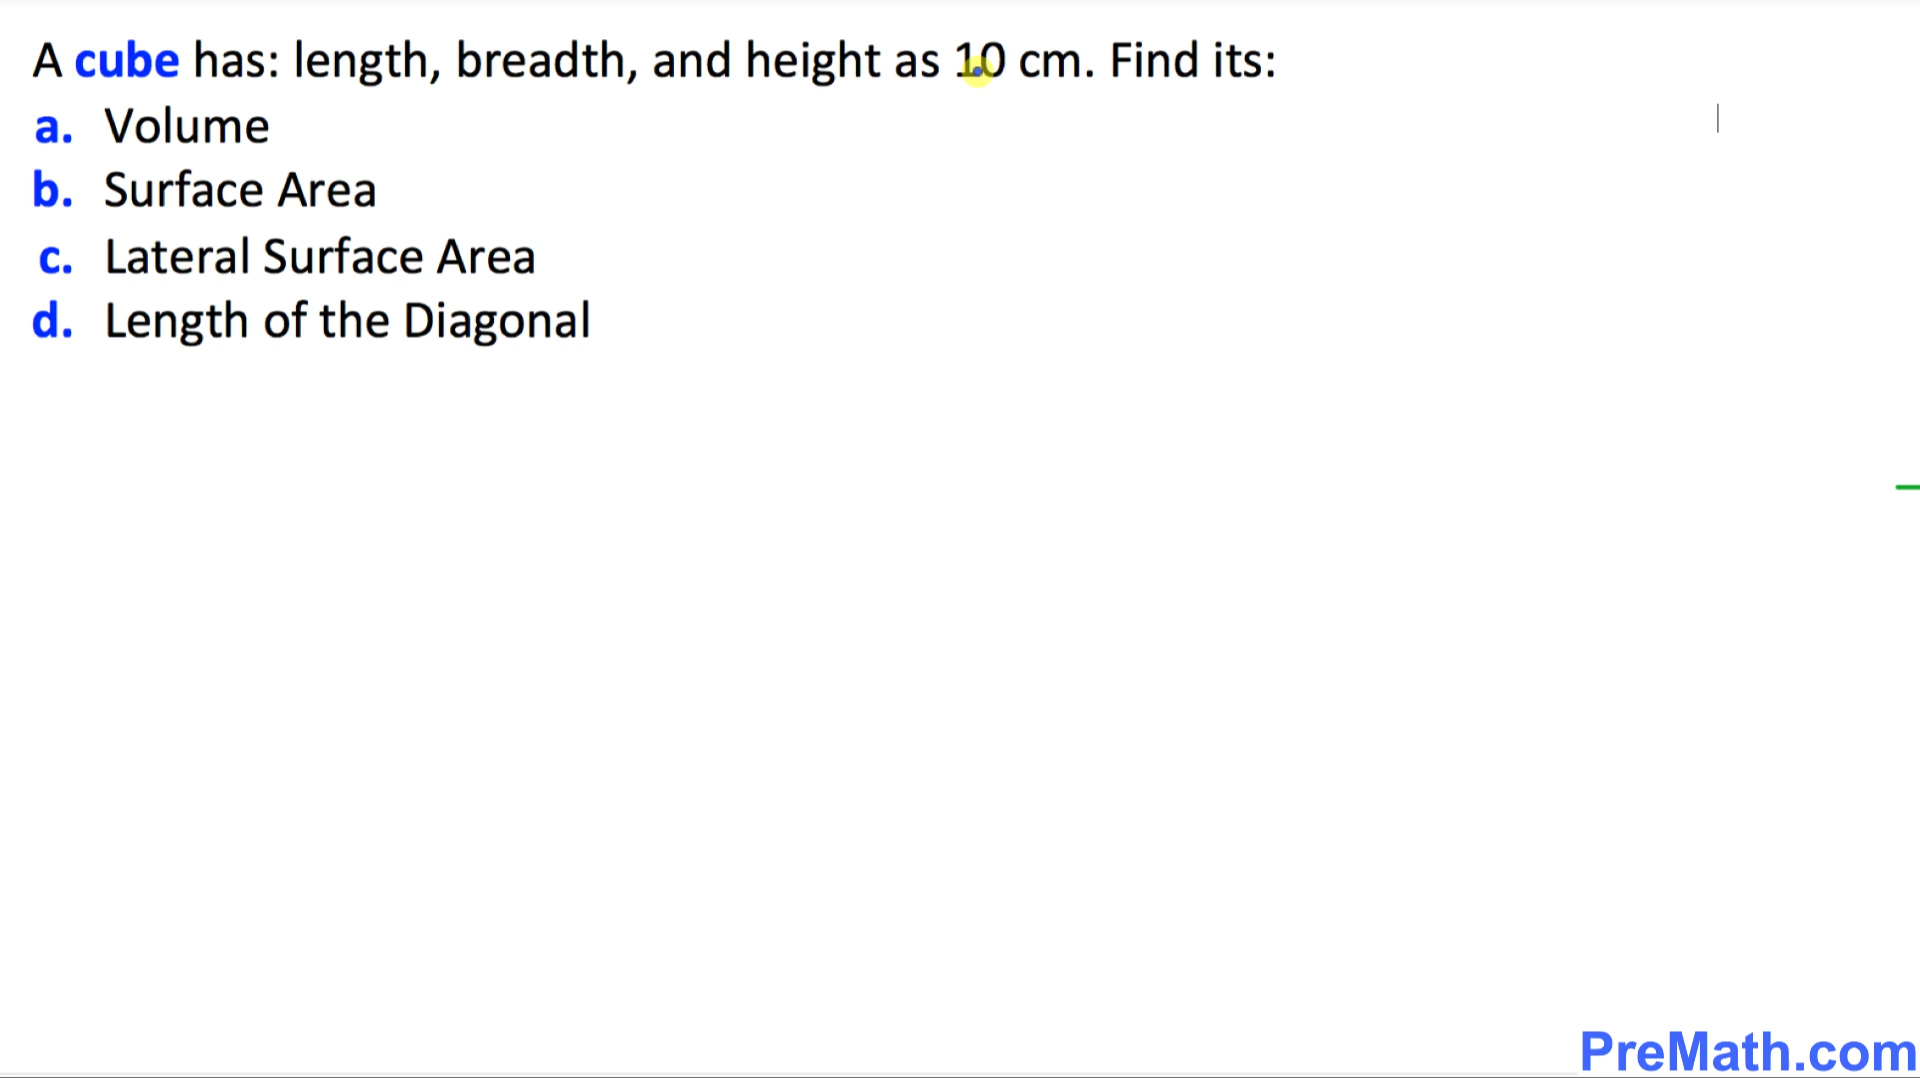 A cube has: length, breadth, and height as 10 cm. Find its:
a. Volume
b. Surface Area
c. Lateral Surface Area
d. Length of the Diagonal
PreMath.com